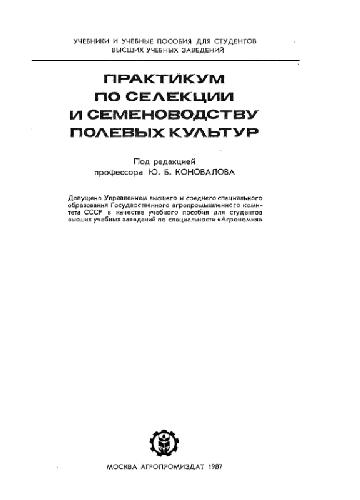 УЧЕБНИКИ И УЧЕБНЫЕ ПОСОБИЯ ДЛЯ СТУДЕНТОВ
ВЫСШИХ УЧЕБНЫХ ЗАВЕДЕНИЙ
ПРАКТИКУМ
ПО СЕЛЕКЦИИ
И СЕМЕНОВОДСТВУ
ПОЛЕВЫХ КУЛЬТУР
Под редакцией
профессора Ю. Б. КОНОВАЛОВА
Допущено Управлением высшего и среднего специального
образования Государственного агропромышленного коми-
тета СССР в качестве учебного пособия для студентов
высших учебных заведений по специальности «Агрономия»
МОСКВА АГРОПРОМИЗДАТ 1987